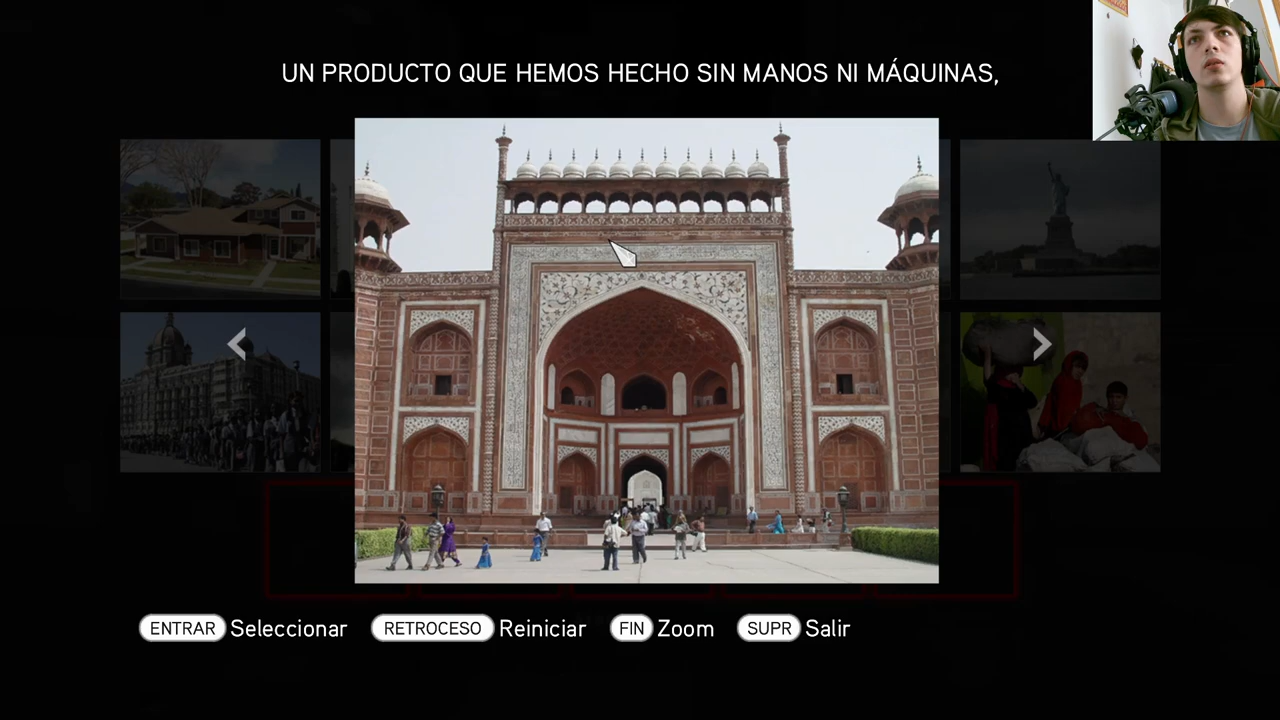 UN PRODUCTO QUE HEMOS HECHO SIN MANOS NI MÁQUINAS,
ENTRAR Seleccionar RETROCESO Reiniciar FIN Zoom SUPR Salir